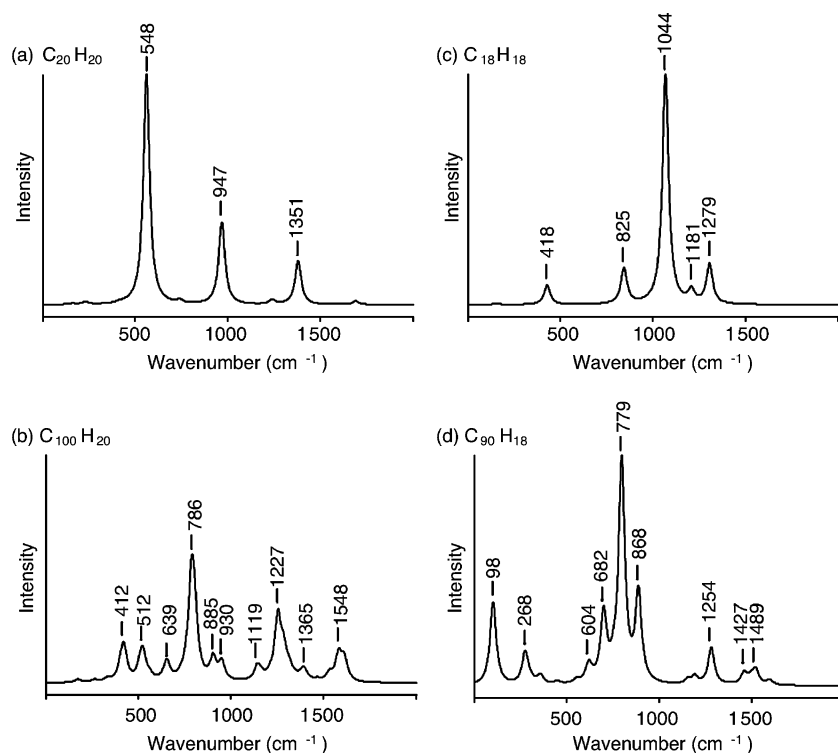 (a) C20H20
548
947
1351
Intensity
500 1000 1500
Wavenumber (cm -1)
(c) C18H18
418
825
1044
1181
1279
Intensity
500 1000 1500
Wavenumber (cm -1)
(b) C100H20
412
512
639
786
885
930
1119
1227
1365
1548
Intensity
500 1000 1500
Wavenumber (cm -1)
(d) C90H18
98
268
604
682
779
868
1254
1427
1489
Intensity
500 1000 1500
Wavenumber (cm -1)